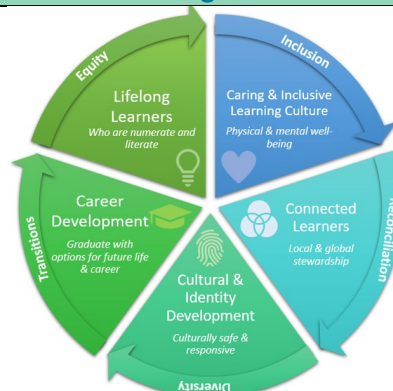 Equity
Inclusion
Lifelong
Learners
Who are numerate and
literate
Caring & Inclusive
Learning Culture
Physical & mental well-
being
Career
Development
Graduate with
options for future life
& career
Connected
Learners
Local & global
stewardship
Transitions
Reconciliation
Cultural &
Identity
Development
Culturally safe &
responsive
Diversity